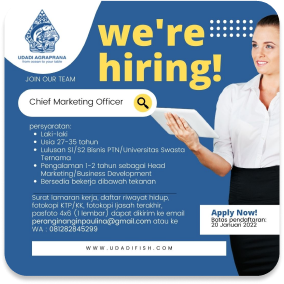 UDADI AGRAPRANA
we're
hiring!
JOIN OUR TEAM
Chief Marketing Officer
persyaratan:
• Laki-laki
• Usia 27-35 tahun
• Lulusan S1/S2 Bisnis PTN/Universitas Swasta
Ternama
• Pengalaman 1-2 tahun sebagai Head
Marketing/Business Development
• Bersedia bekerja dibawah tekanan
Surat lamaran kerja, daftar riwayat hidup,
fotokopi KTP/KK, fotokopi Ijasah terakhir,
pasfoto 4x6 (1 lembar) dapat dikirim ke email
peranginanginpaulina@gmail.com atau ke
WA : 081282845299
Apply Now!
Batas pendaftaran:
20 Januari 2022
WWW.UDADIFISH.COM